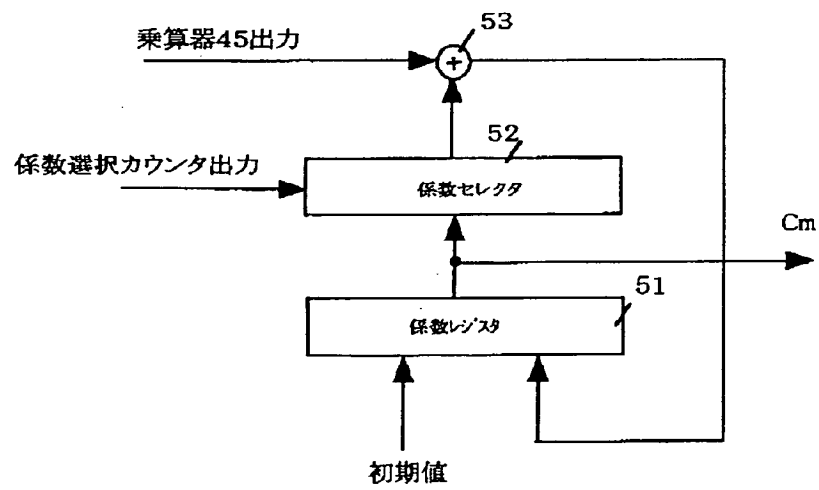 53
乗算器45出力
+
52
係数選択カウンタ出力
係数セレクタ
Cm
51
係数レジスタ
初期値